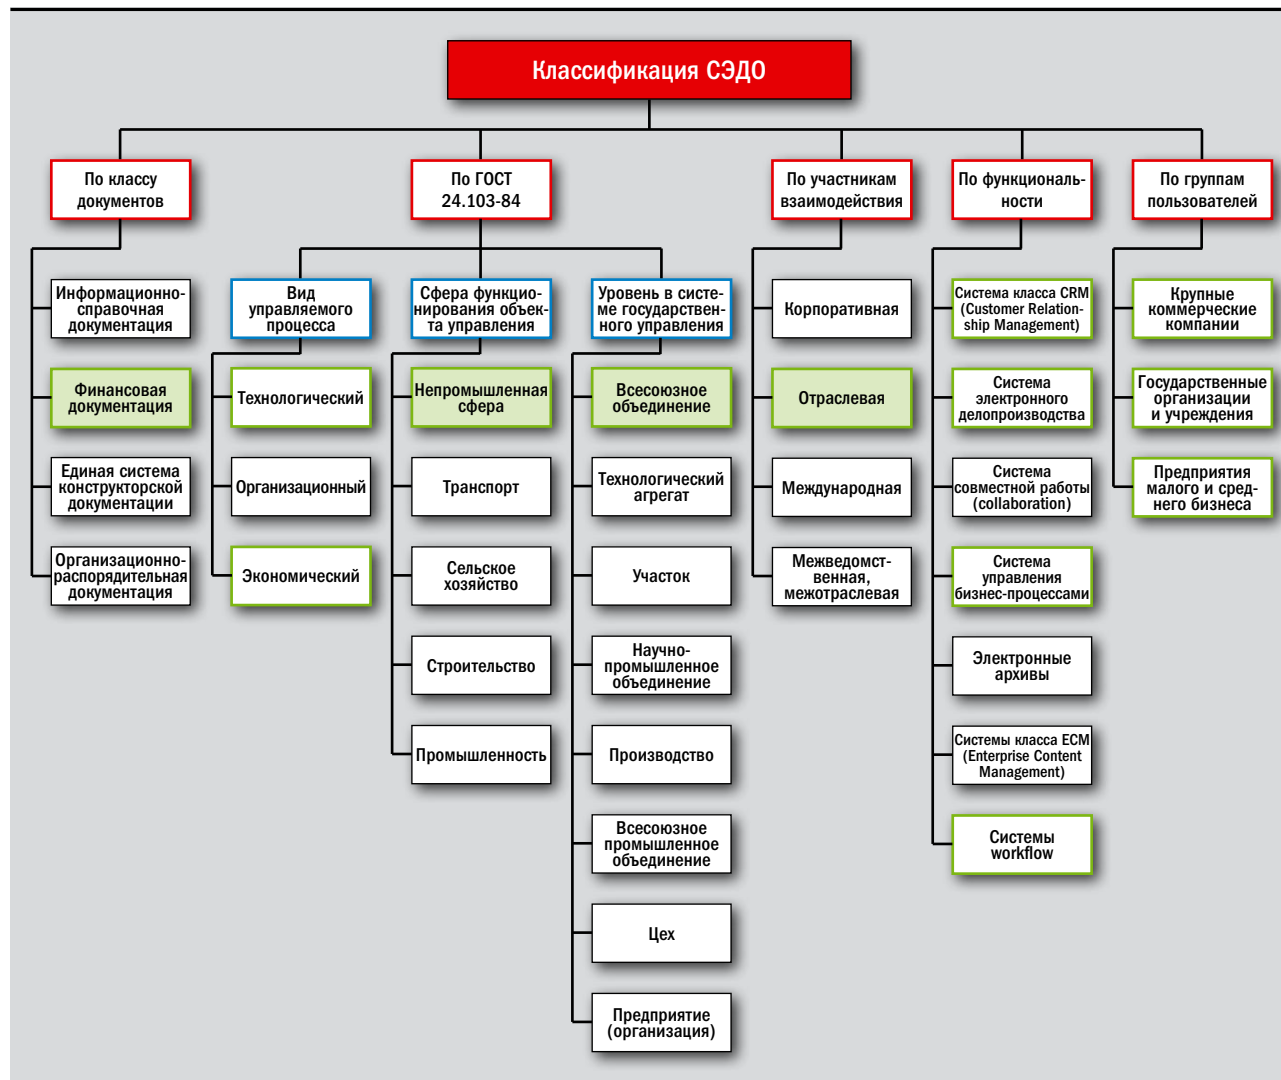 Классификация СЭДО
По классу
документов
По ГОСТ
24.103-84
По участникам
взаимодействия
По функциональ-
ности
По группам
пользователей
Информационно-
справочная
документация
Финансовая
документация
Единая система
конструкторской
документации
Организационно-
распорядительная
документация
Вид
управляемого
процесса
Технологический
Организационный
Экономический
Сфера функцио-
нирования объек-
та управления
Непромышленная
сфера
Транспорт
Сельское
хозяйство
Строительство
Промышленность
Уровень в систе-
ме государствен-
ного управления
Всесоюзное
объединение
Технологический
агрегат
Участок
Научно-
промышленное
объединение
Производство
Всесоюзное
промышленное
объединение
Цех
Предприятие
(организация)
Корпоративная
Отраслевая
Международная
Межведомст-
венная,
межотраслевая
Система класса CRM
(Customer Relation-
ship Management)
Система
электронного
делопроизводства
Система
совместной работы
(collaboration)
Система
управления
бизнес-процессами
Электронные
архивы
Системы класса ECM
(Enterprise Content
Management)
Системы
workflow
Крупные
коммерческие
компании
Государственные
организации
и учреждения
Предприятия
малого и сред-
него бизнеса